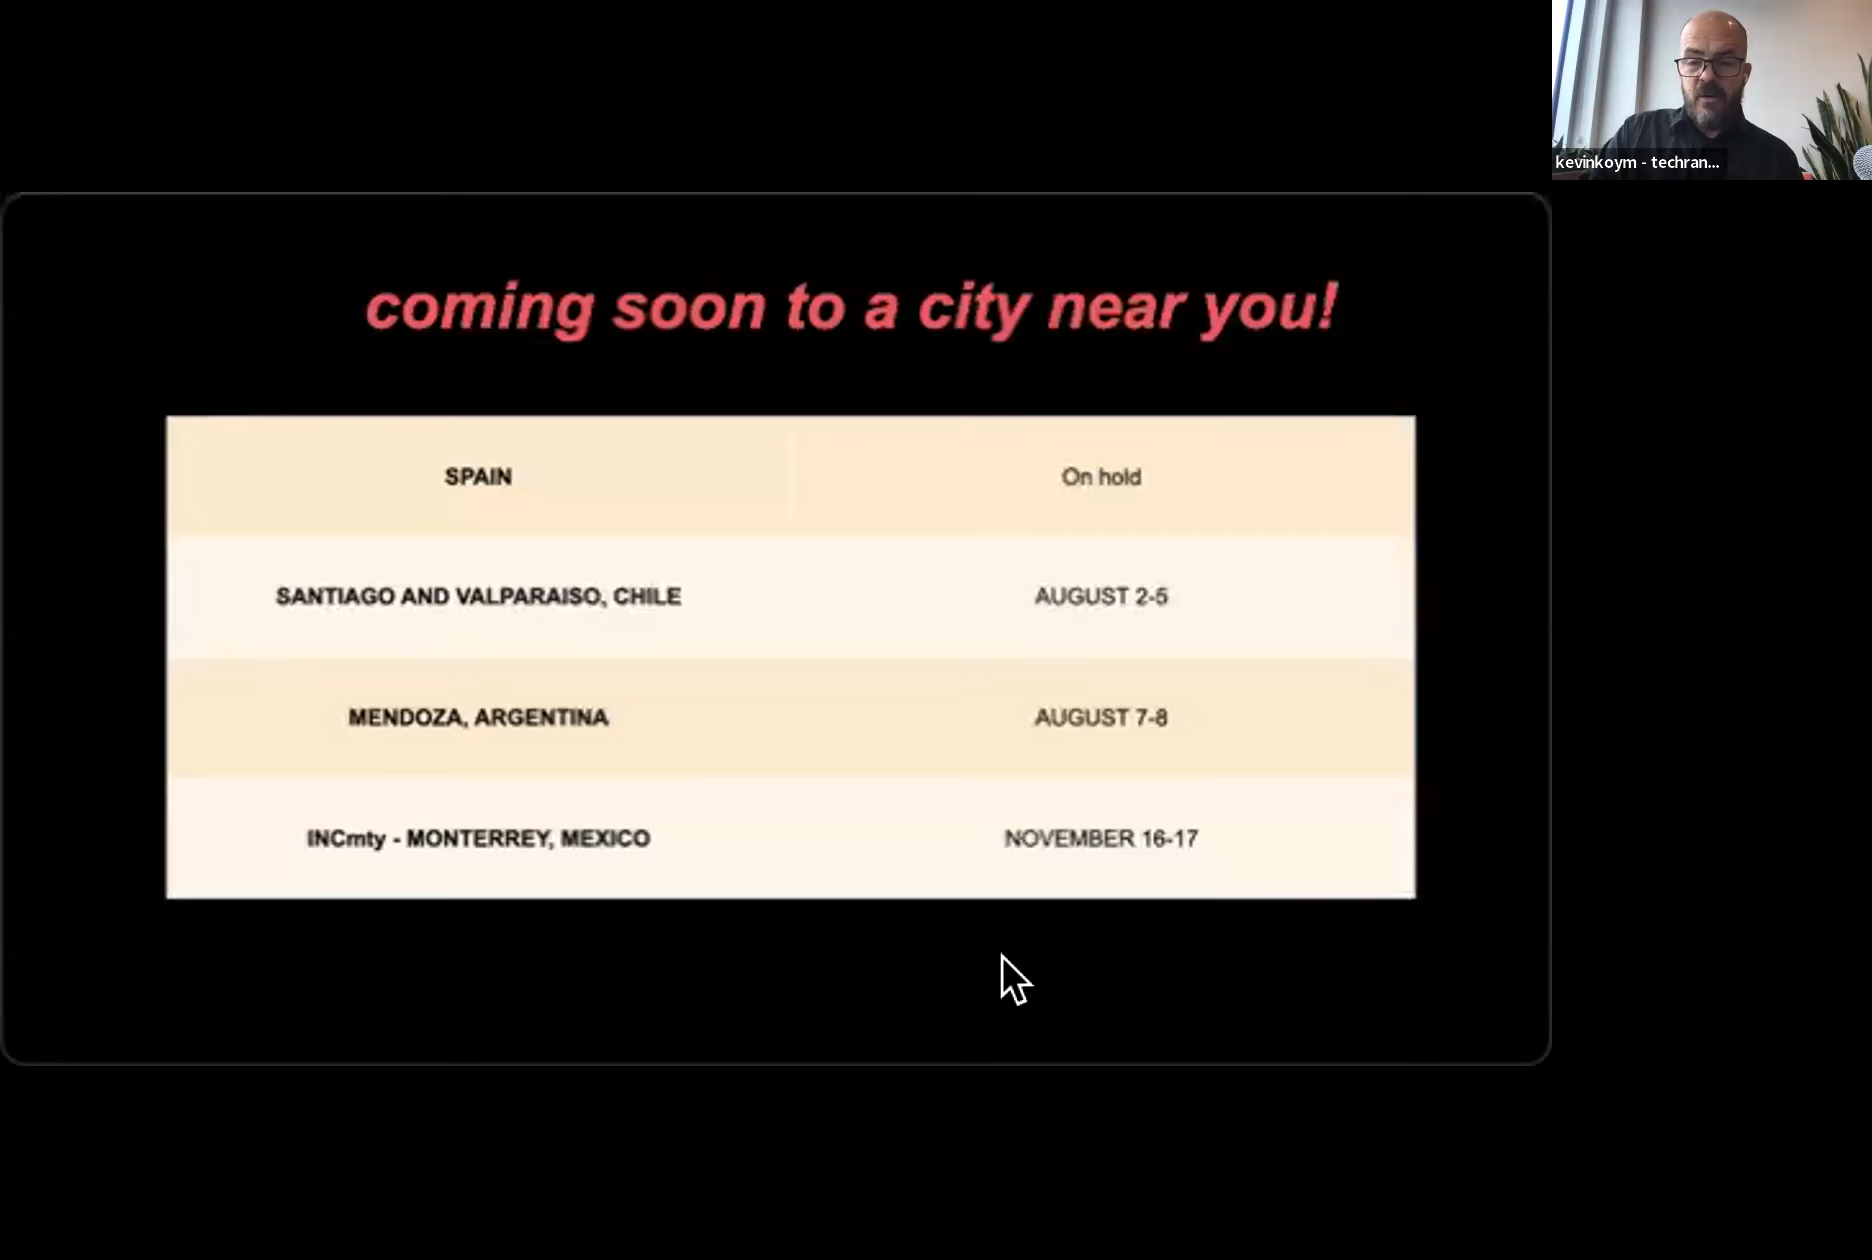 kevinkoym - techran...
coming soon to a city near you!
SPAIN On hold
SANTIAGO AND VALPARAISO, CHILE AUGUST 2-5
MENDOZA, ARGENTINA AUGUST 7-8
INCmty - MONTERREY, MEXICO NOVEMBER 16-17